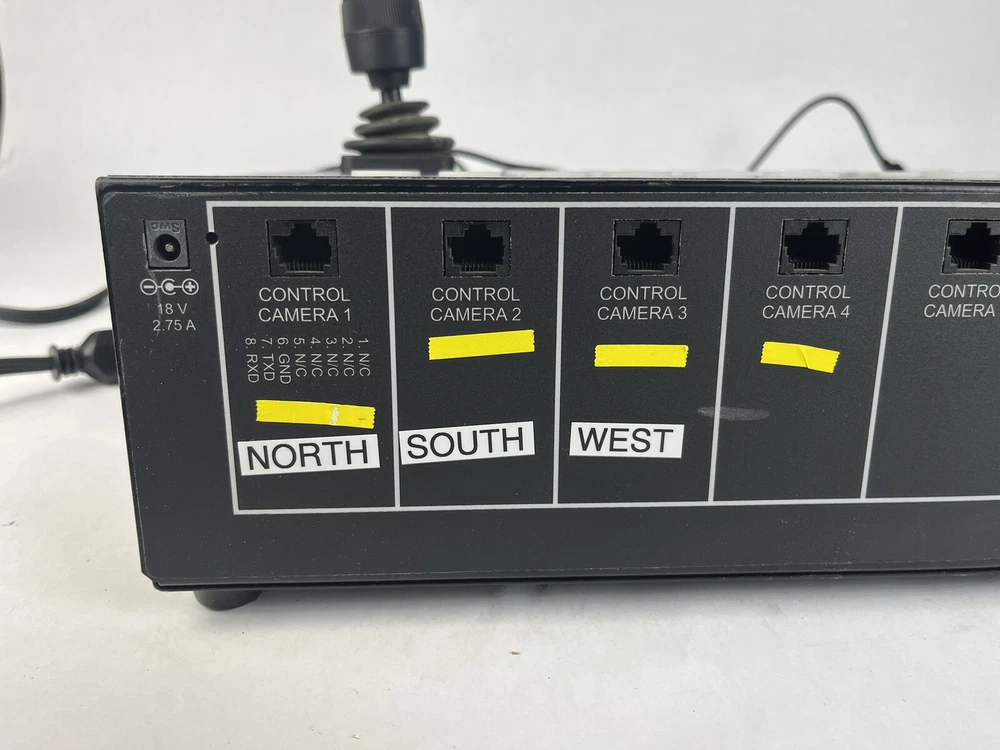 18 V
2.75 A
CONTROL
CAMERA 1
1. N/C
2. N/C
3. N/C
4. N/C
5. N/C
6. GND
7. TXD
8. RXD
NORTH
CONTROL
CAMERA 2
SOUTH
CONTROL
CAMERA 3
WEST
CONTROL
CAMERA 4
CONTRO
CAMERA